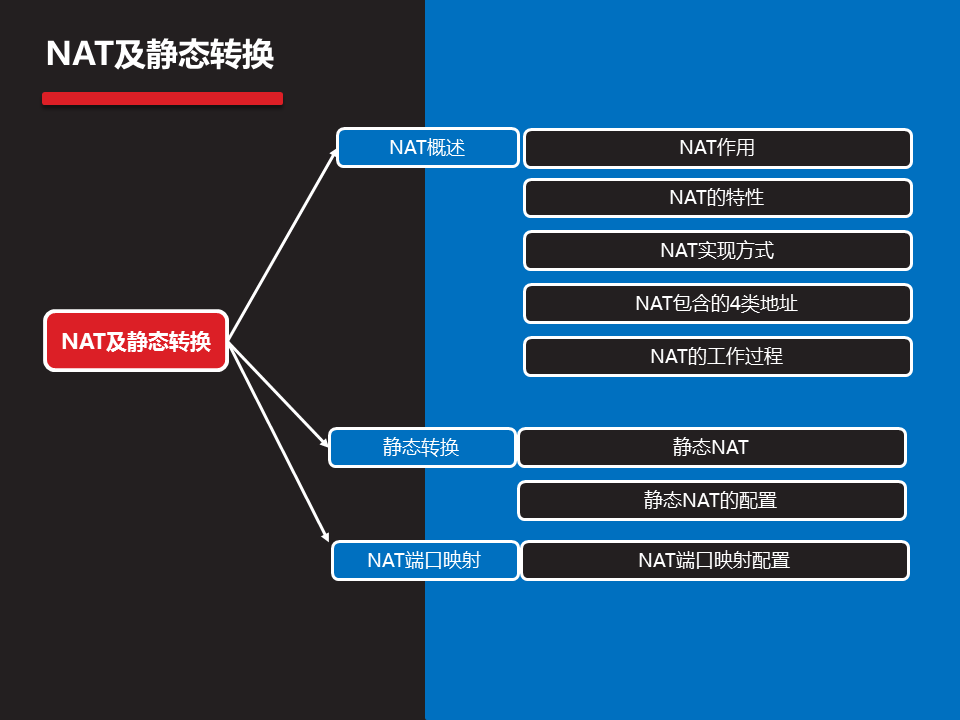 NAT及静态转换
NAT概述
NAT作用
NAT的特性
NAT实现方式
NAT包含的4类地址
NAT的工作过程
NAT及静态转换
静态转换
静态NAT
静态NAT的配置
NAT端口映射
NAT端口映射配置